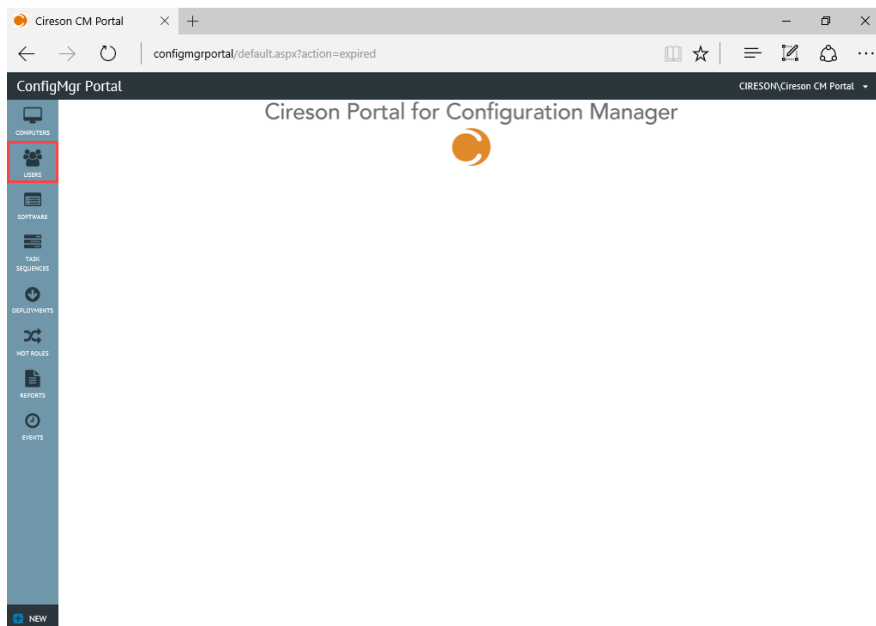 Cireson CM Portal
configmgrportal/default.aspx?action=expired
ConfigMgr Portal
CIRESON\Cireson CM Portal
Cireson Portal for Configuration Manager
COMPUTERS
USERS
SOFTWARE
TASK
SEQUENCES
DEPLOYMENTS
MDT ROLES
REPORTS
EVENTS
NEW